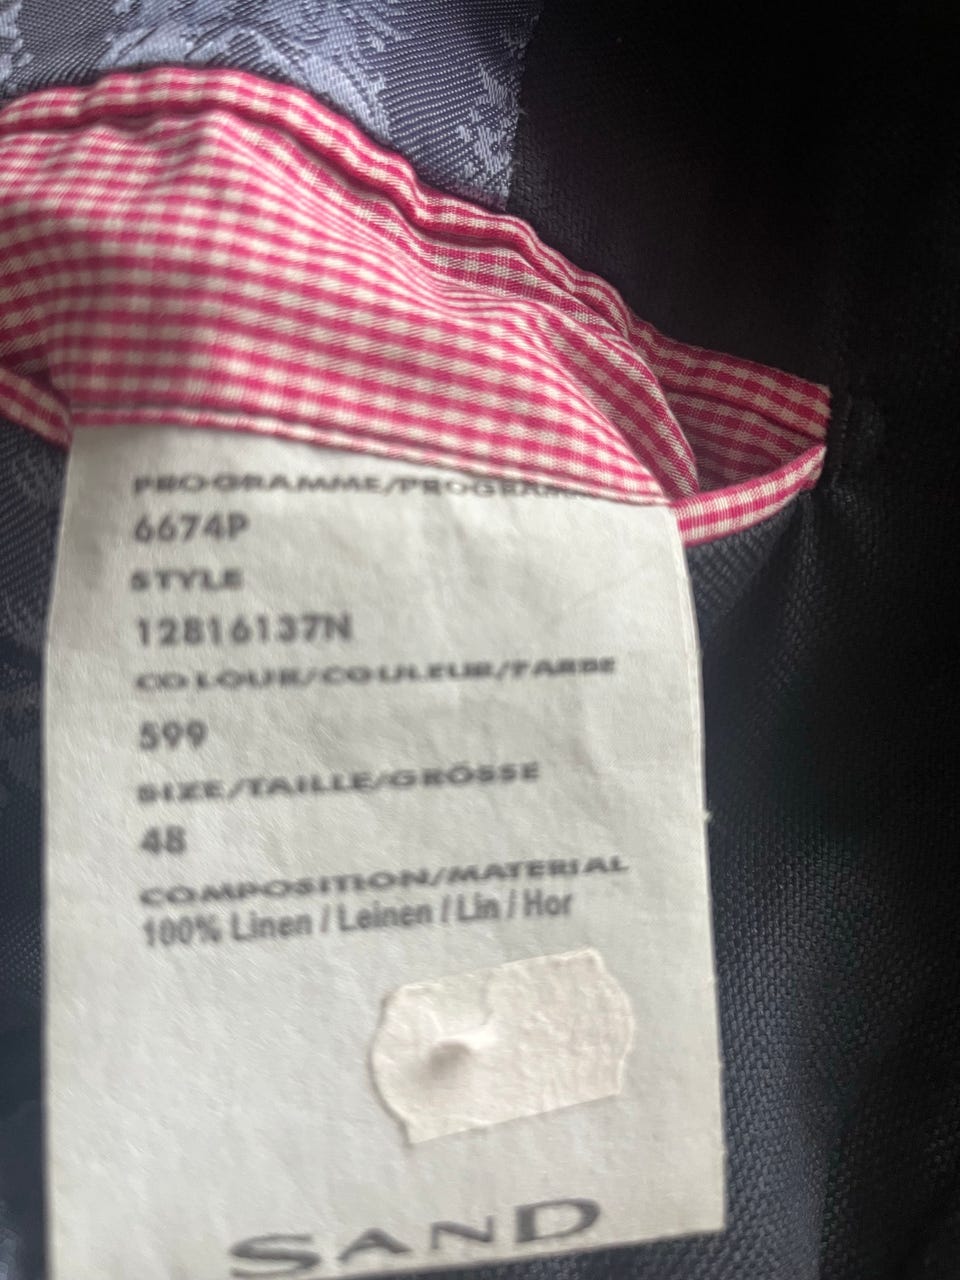 PROGRAMME/PROGRAMM
6674P
STYLE
12816137N
COLOUR/COULEUR/FARBE
599
SIZE/TAILLE/GRÖSSE
48
COMPOSITION/MATERIAL
100% Linen / Leinen / Lin / Hor
SAND